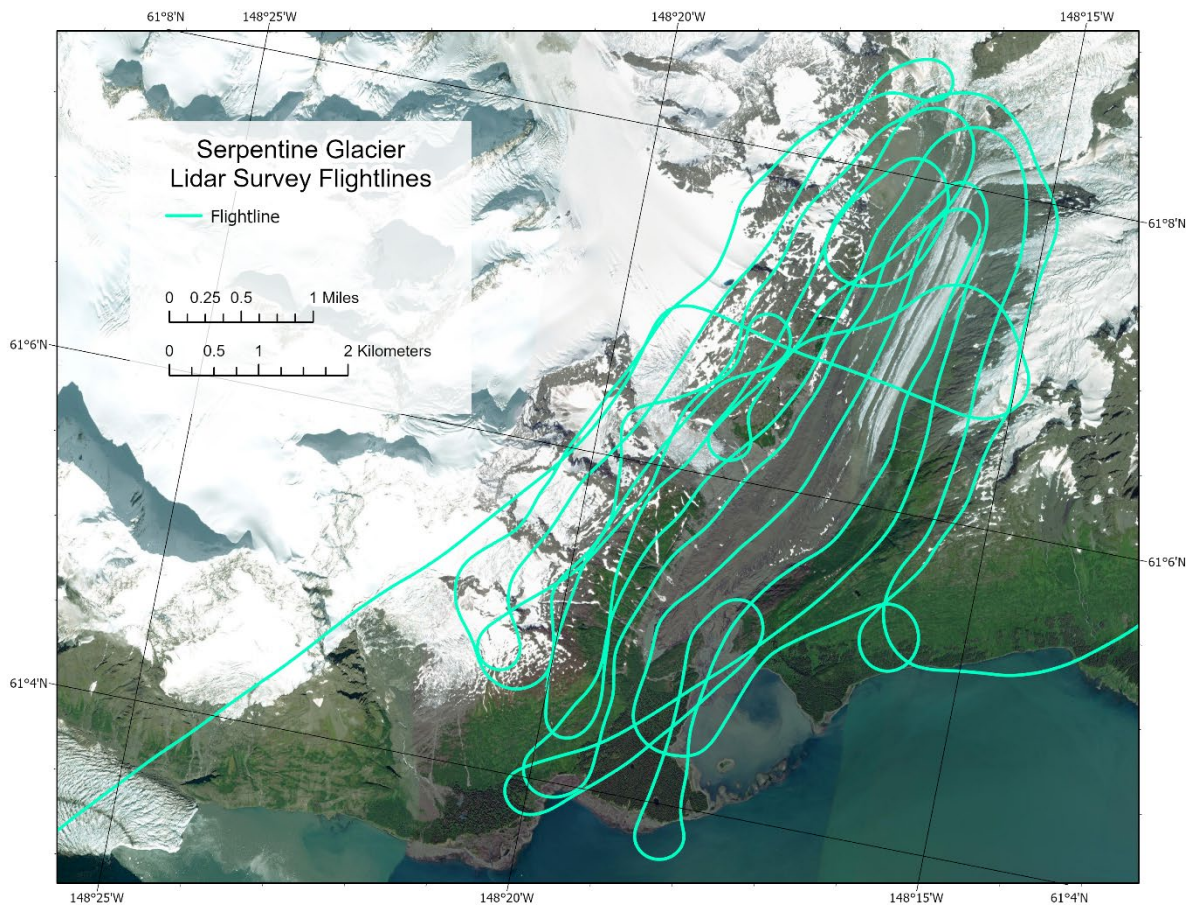 61°8'N 148°25'W 148°20'W 148°15'W
Serpentine Glacier
Lidar Survey Flightlines
Flightline
61°8'N
0 0.25 0.5 1 Miles
61°6'N
0 0.5 1 2 Kilometers
61°6'N
61°4'N
148°25'W 148°20'W 148°15'W 61°4'N